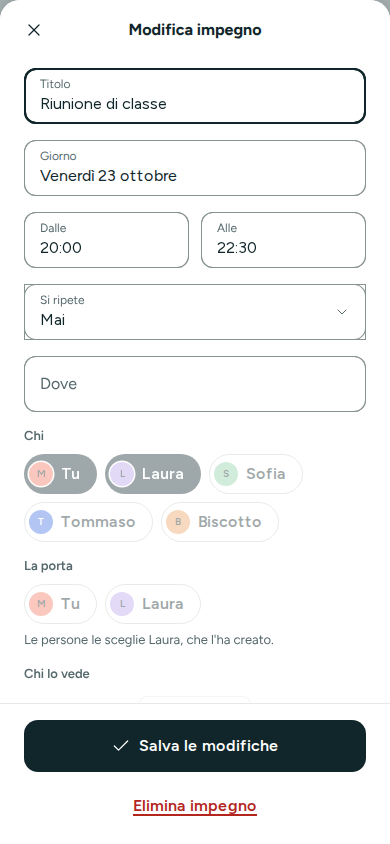 Modifica impegno
Titolo
Riunione di classe
Giorno
Venerdì 23 ottobre
Dalle
20:00
Alle
22:30
Si ripete
Mai
Dove
Chi
M Tu
L Laura
S Sofia
T Tommaso
B Biscotto
La porta
M Tu
L Laura
Le persone le sceglie Laura, che l'ha creato.
Chi lo vede
Salva le modifiche
Elimina impegno